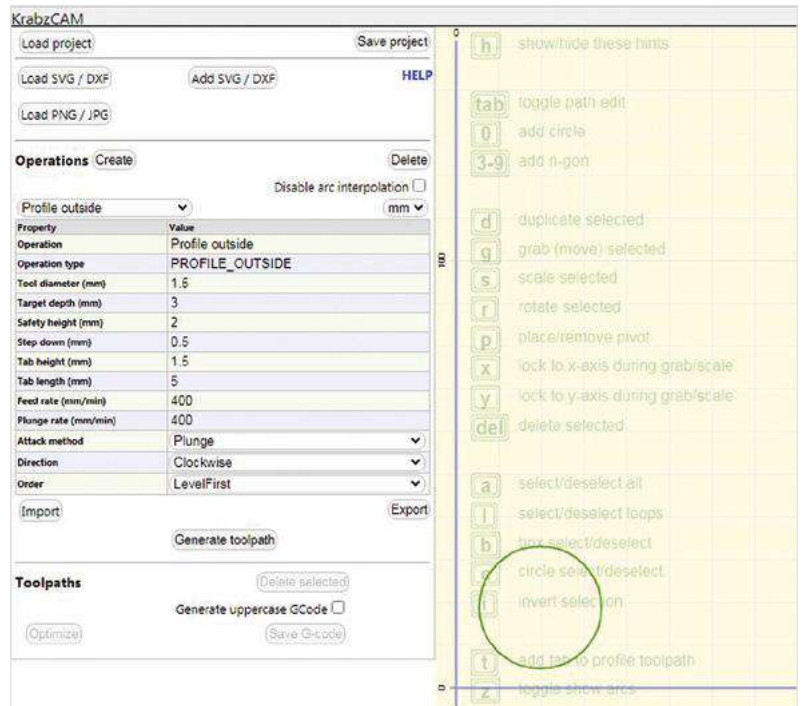 KrabzCAM
Load project
Save project
Load SVG / DXF
Add SVG / DXF
HELP
Load PNG / JPG
Operations Create
Delete
Disable arc interpolation
Profile outside
mm
Property Value
Operation Profile outside
Operation type PROFILE_OUTSIDE
Tool diameter (mm) 1.5
Target depth (mm) 3
Safety height (mm) 2
Step down (mm) 0.5
Tab height (mm) 1.5
Tab length (mm) 5
Feed rate (mm/min) 400
Plunge rate (mm/min) 400
Attack method Plunge
Direction Clockwise
Order LevelFirst
Import
Export
Generate toolpath
Toolpaths
Delete selected
Generate uppercase GCode
Optimize
Save G-code
0
100
0
h show/hide these hints
tab toggle path edit
0 add circle
3-9 add n-gon
d duplicate selected
g grab (move) selected
s scale selected
r rotate selected
p place/remove pivot
x lock to x-axis during grab/scale
y lock to y-axis during grab/scale
del delete selected
a select/deselect all
l select/deselect loops
b box select/deselect
c circle select/deselect
i invert selection
t add tab to profile toolpath
z toggle show arcs